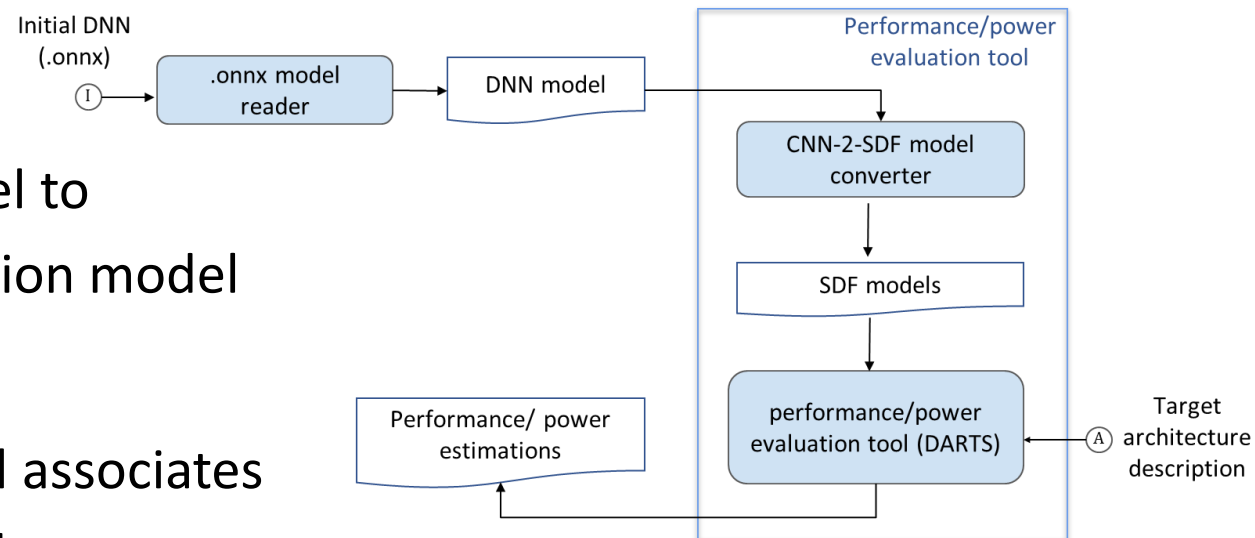 Initial DNN
(.onnx)
I
.onnx model
reader
DNN model
Performance/power
evaluation tool
CNN-2-SDF model
converter
SDF models
performance/power
evaluation tool (DARTS)
A
Target
architecture
description
Performance/ power
estimations
el to
ion model
associates